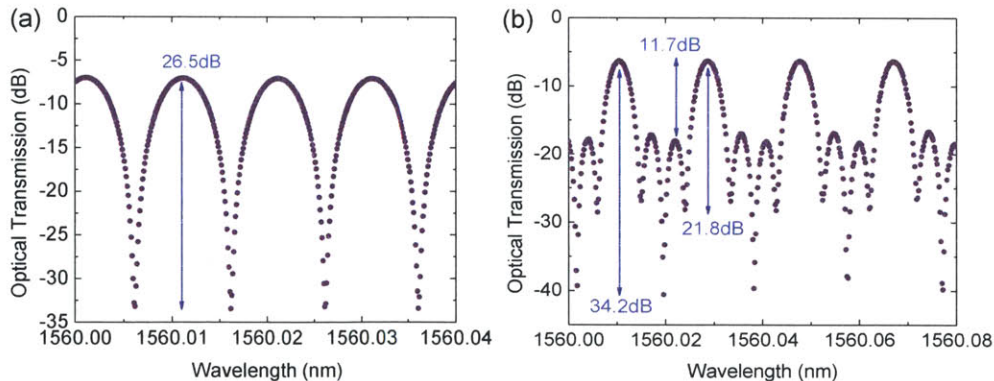 (a)
0
-5
-10
-15
-20
-25
-30
-35
Optical Transmission (dB)
26.5dB
1560.00 1560.01 1560.02 1560.03 1560.04
Wavelength (nm)
(b)
0
-10
-20
-30
-40
Optical Transmission (dB)
11.7dB
21.8dB
34.2dB
1560.00 1560.02 1560.04 1560.06 1560.08
Wavelength (nm)